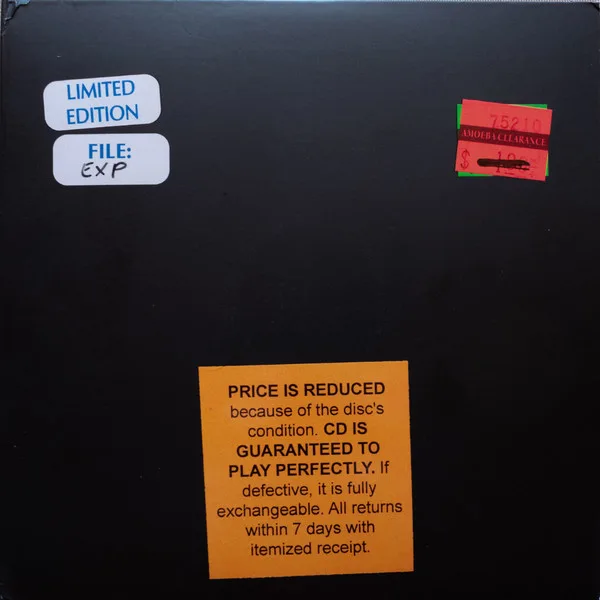 LIMITED
EDITION
FILE:
EXP
75210
AMOEBA CLEARANCE
$
PRICE IS REDUCED
because of the disc's
condition. CD IS
GUARANTEED TO
PLAY PERFECTLY. If
defective, it is fully
exchangeable. All returns
within 7 days with
itemized receipt.